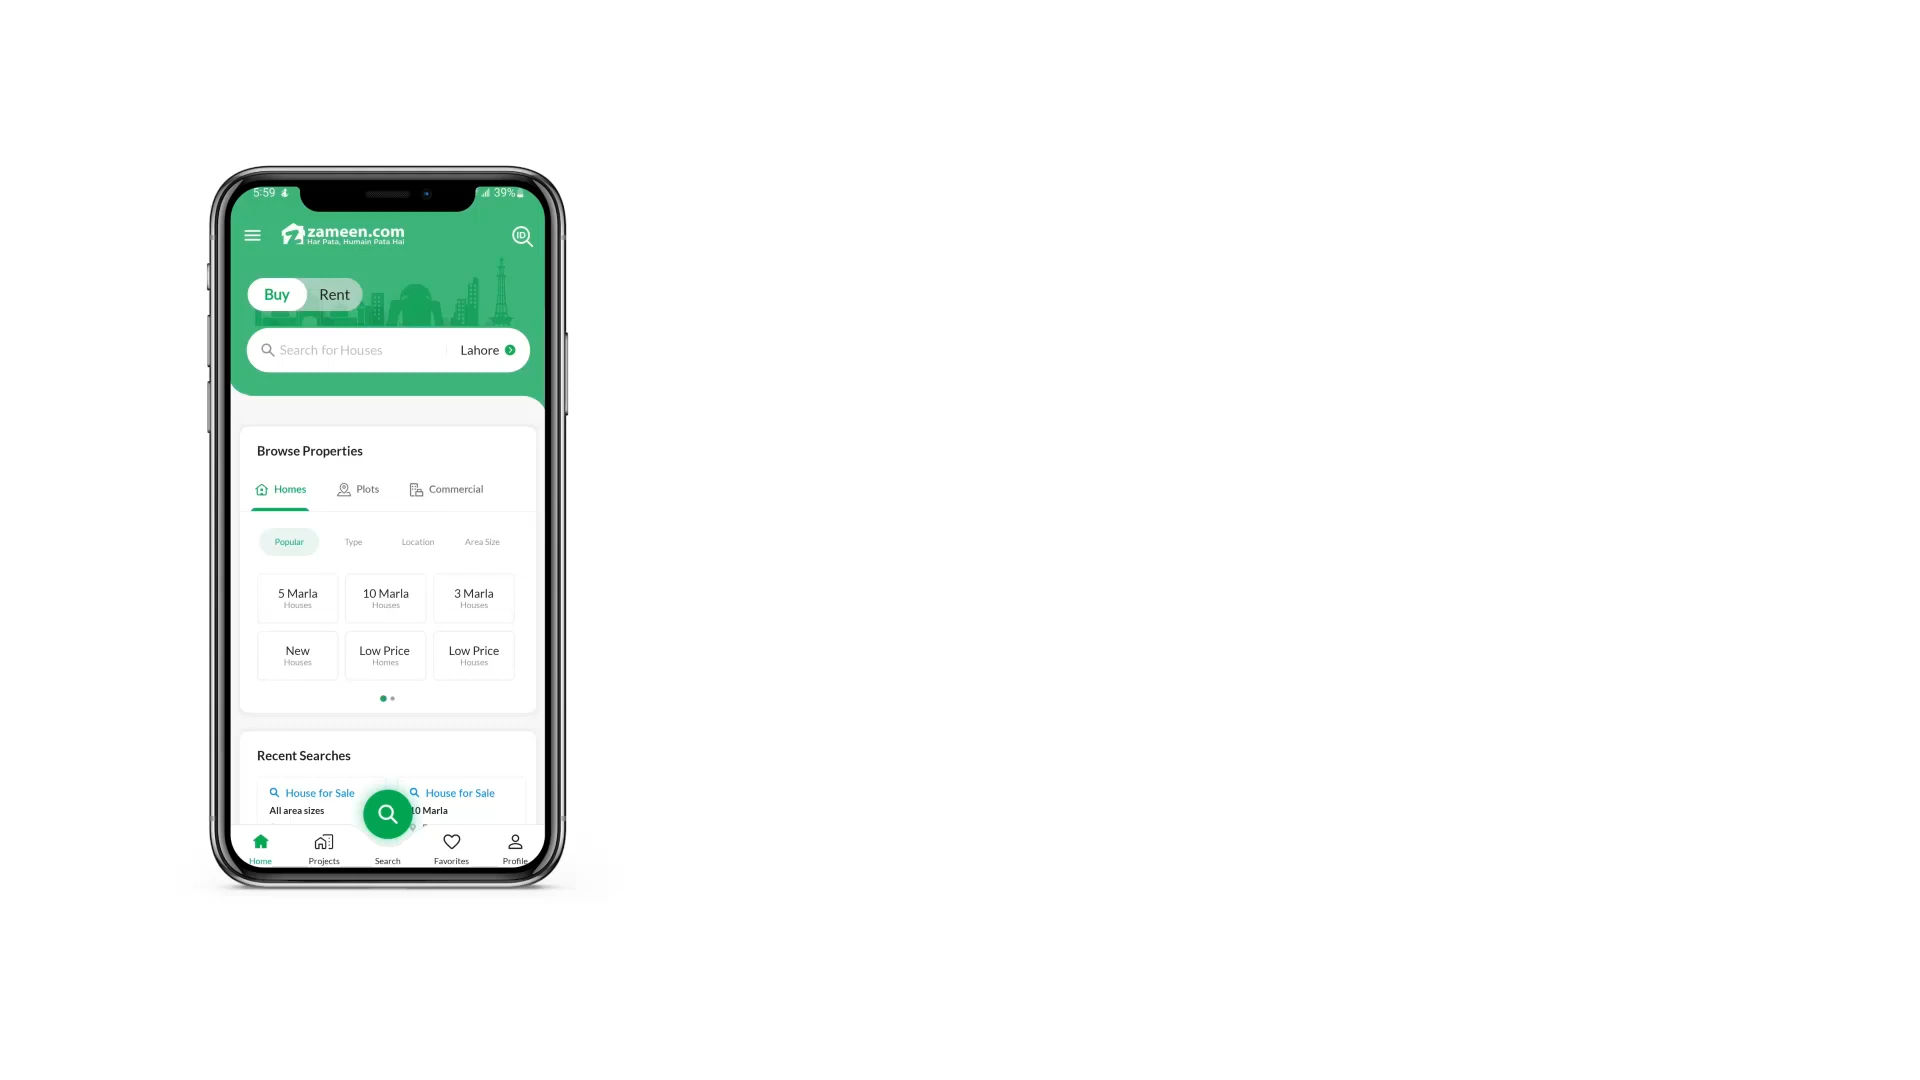 5:59
39%
zameen.com
Har Pata, Humain Pata Hai
ID
Buy Rent
Search for Houses Lahore
Browse Properties
Homes Plots Commercial
Popular Type Location Area Size
5 Marla 10 Marla 3 Marla
Houses Houses Houses
New Low Price Low Price
Houses Homes Houses
Recent Searches
House for Sale House for Sale
All area sizes 10 Marla
Home Projects Search Favorites Profile